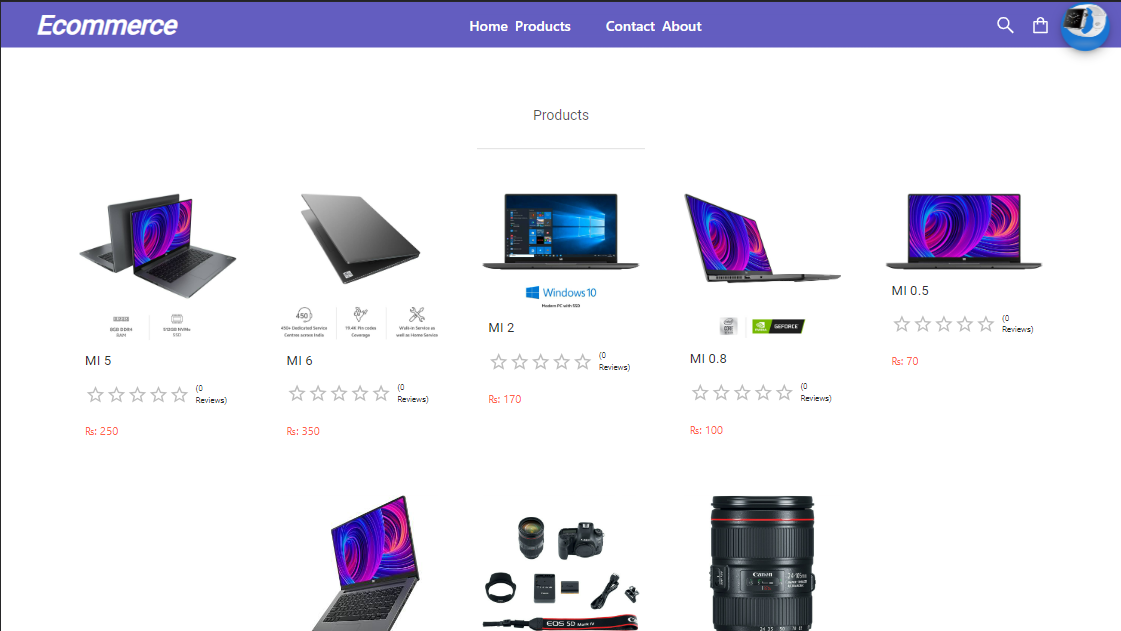 Ecommerce
Home Products Contact About
Products
8GB DDR4
RAM
512GB NVMe
SSD
MI 5
(0
Reviews)
Rs: 250
450+
450+ Dedicated Service
Centres across India
19.4K Pin codes
Coverage
Walk-in Service as
well as Home Service
MI 6
(0
Reviews)
Rs: 350
Windows 10
Modern PC with SSD
MI 2
(0
Reviews)
Rs: 170
GEFORCE
MI 0.8
(0
Reviews)
Rs: 100
MI 0.5
(0
Reviews)
Rs: 70
EOS 5D
Canon
24-105